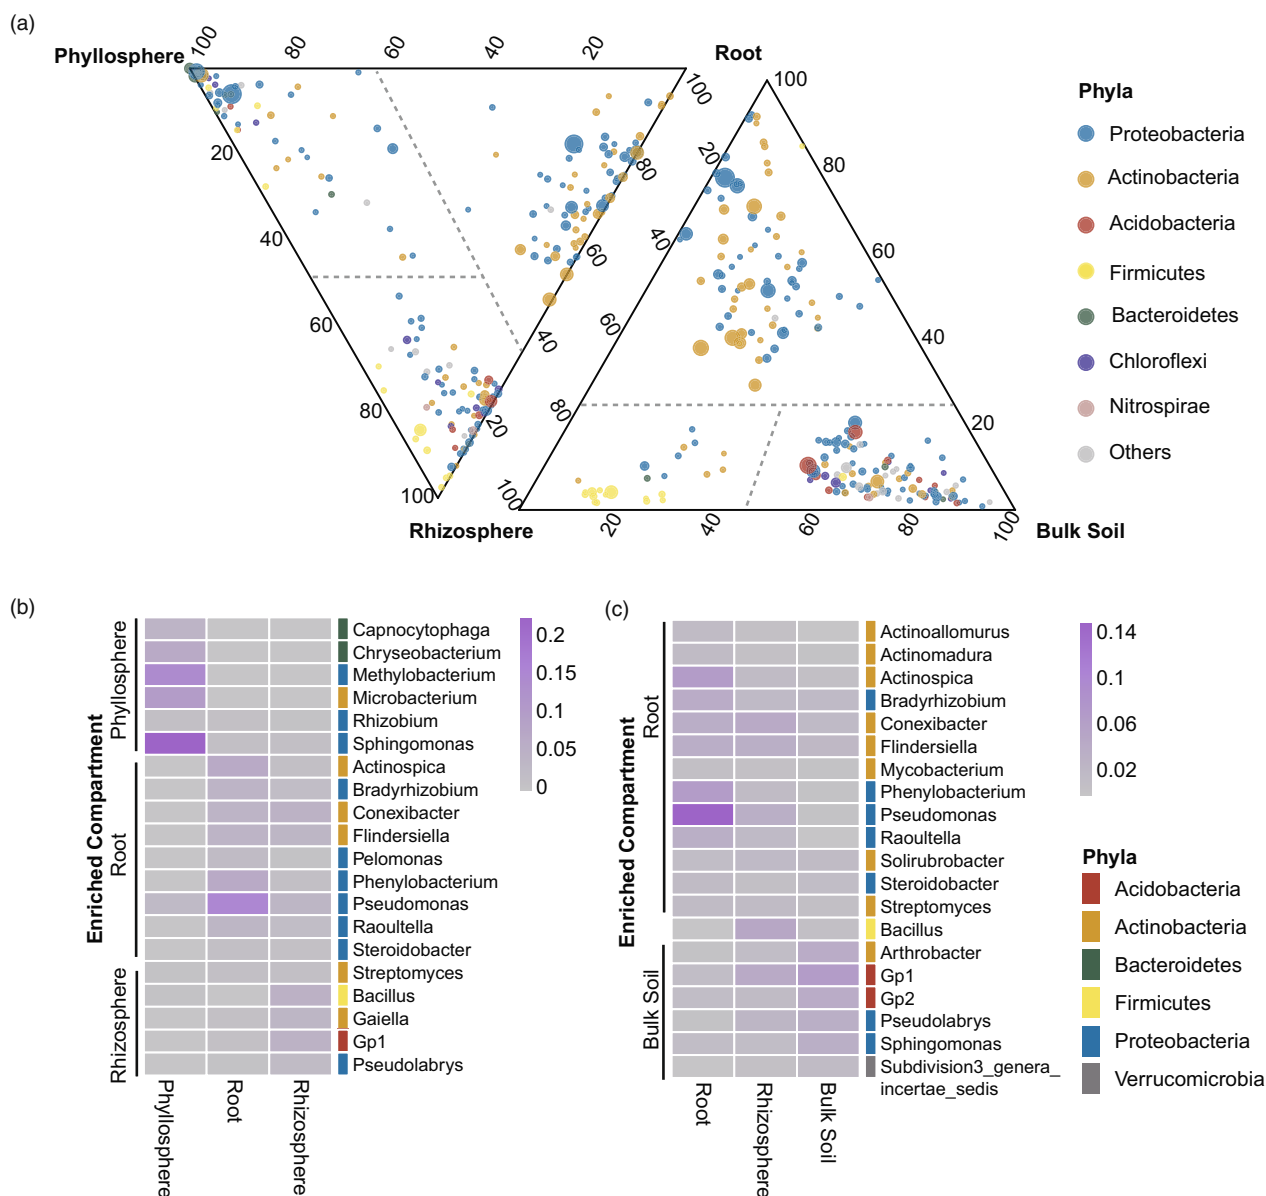 (a)
Phyllosphere
100
80
60
40
20
100
80
60
40
20
20
40
60
80
100
Rhizosphere
Root
100
80
60
40
20
20
40
60
80
100
20
40
60
80
100
Bulk Soil
Phyla
Proteobacteria
Actinobacteria
Acidobacteria
Firmicutes
Bacteroidetes
Chloroflexi
Nitrospirae
Others
(b)
Enriched Compartment
Phyllosphere
Root
Rhizosphere
Capnocytophaga
Chryseobacterium
Methylobacterium
Microbacterium
Rhizobium
Sphingomonas
Actinospica
Bradyrhizobium
Conexibacter
Flindersiella
Pelomonas
Phenylobacterium
Pseudomonas
Raoultella
Steroidobacter
Streptomyces
Bacillus
Gaiella
Gp1
Pseudolabrys
Phyllosphere
Root
Rhizosphere
0.2
0.15
0.1
0.05
0
(c)
Enriched Compartment
Root
Bulk Soil
Actinoallomurus
Actinomadura
Actinospica
Bradyrhizobium
Conexibacter
Flindersiella
Mycobacterium
Phenylobacterium
Pseudomonas
Raoultella
Solirubrobacter
Steroidobacter
Streptomyces
Bacillus
Arthrobacter
Gp1
Gp2
Pseudolabrys
Sphingomonas
Subdivision3_genera_
incertae_sedis
Root
Rhizosphere
Bulk Soil
0.14
0.1
0.06
0.02
Phyla
Acidobacteria
Actinobacteria
Bacteroidetes
Firmicutes
Proteobacteria
Verrucomicrobia